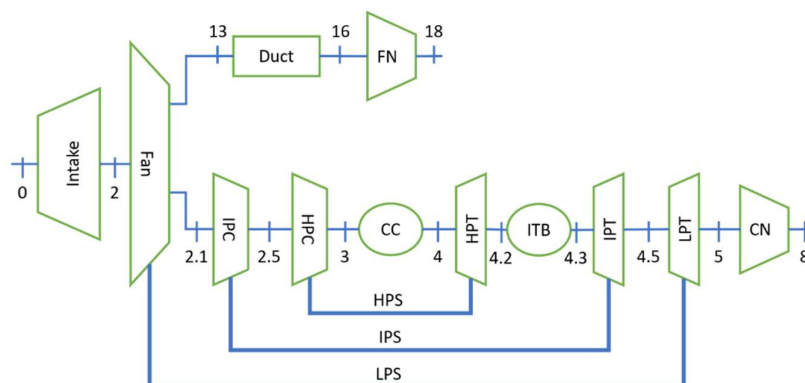 13
16
18
Duct
FN
Intake
Fan
0
2
IPC
HPC
CC
HPT
ITB
IPT
LPT
CN
2.1
2.5
3
4
4.2
4.3
4.5
5
8
HPS
IPS
LPS